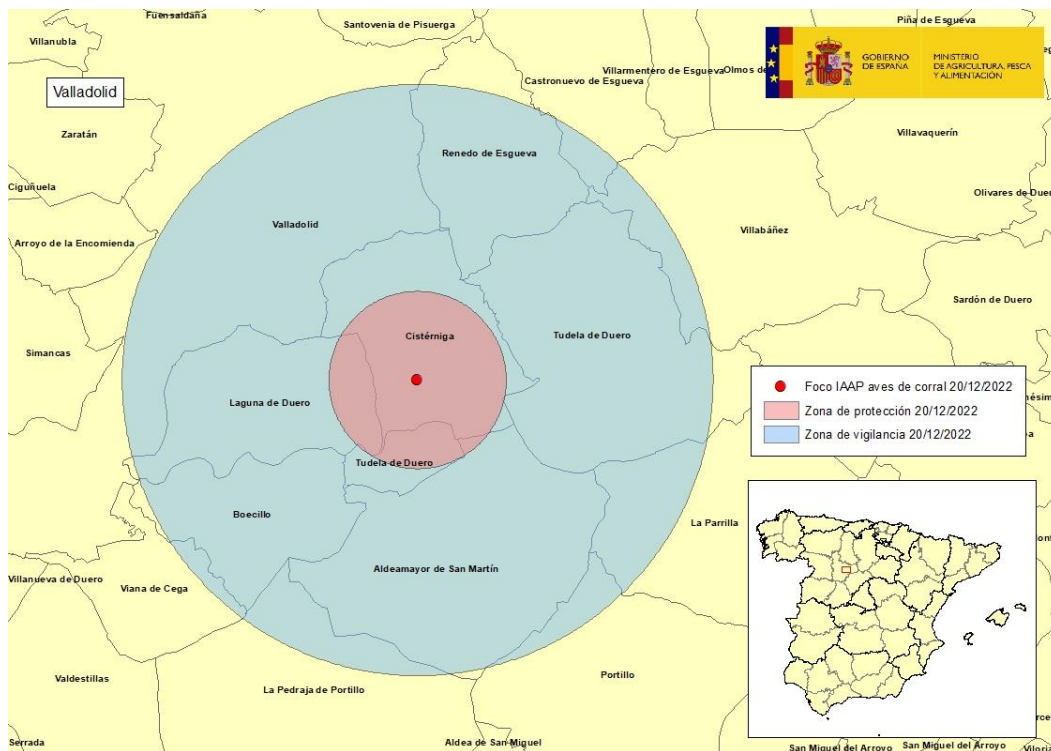 Fuensaldaña
Santovenia de Pisuerga
Piña de Esgueva
Villanubla
GOBIERNO
DE ESPAÑA
MINISTERIO
DE AGRICULTURA, PESCA
Y ALIMENTACIÓN
Villarmentero de Esgueva
Olmos de
Castronuevo de Esgueva
Valladolid
Zaratán
Villavaquerín
Renedo de Esgueva
Ciguñuela
Olivares de Duero
Valladolid
Villabáñez
Arroyo de la Encomienda
Sardón de Duero
Cistérniga
Tudela de Duero
Simancas
Foco IAAP aves de corral 20/12/2022
Zona de protección 20/12/2022
Zona de vigilancia 20/12/2022
Laguna de Duero
Tudela de Duero
Boecillo
La Parrilla
Aldeamayor de San Martín
Villanueva de Duero
Viana de Cega
Valdestillas
La Pedraja de Portillo
Portillo
Serrada
Aldea de San Miguel
San Miguel del Arroyo
San Miguel del Arroyo